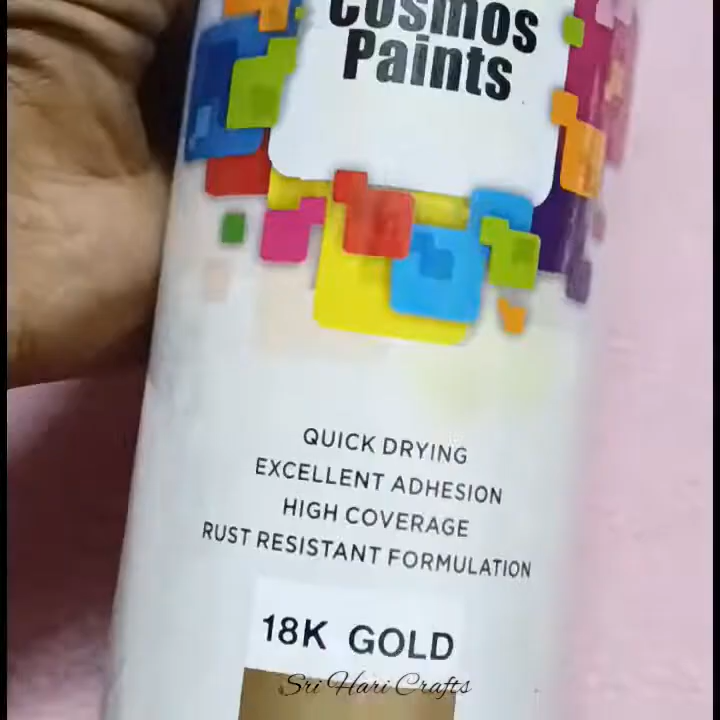 Cosmos
Paints
QUICK DRYING
EXCELLENT ADHESION
HIGH COVERAGE
RUST RESISTANT FORMULATION
18K GOLD
Sri Hari Crafts